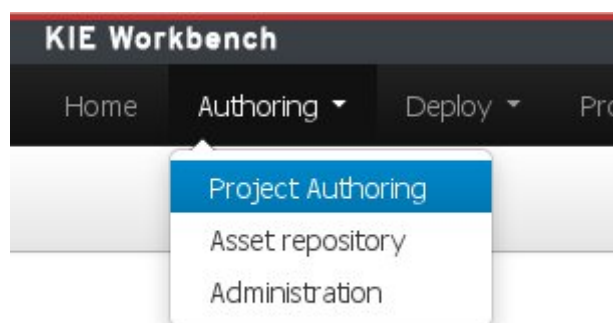 KIE Workbench
Home Authoring Deploy
Project Authoring
Asset repository
Administration